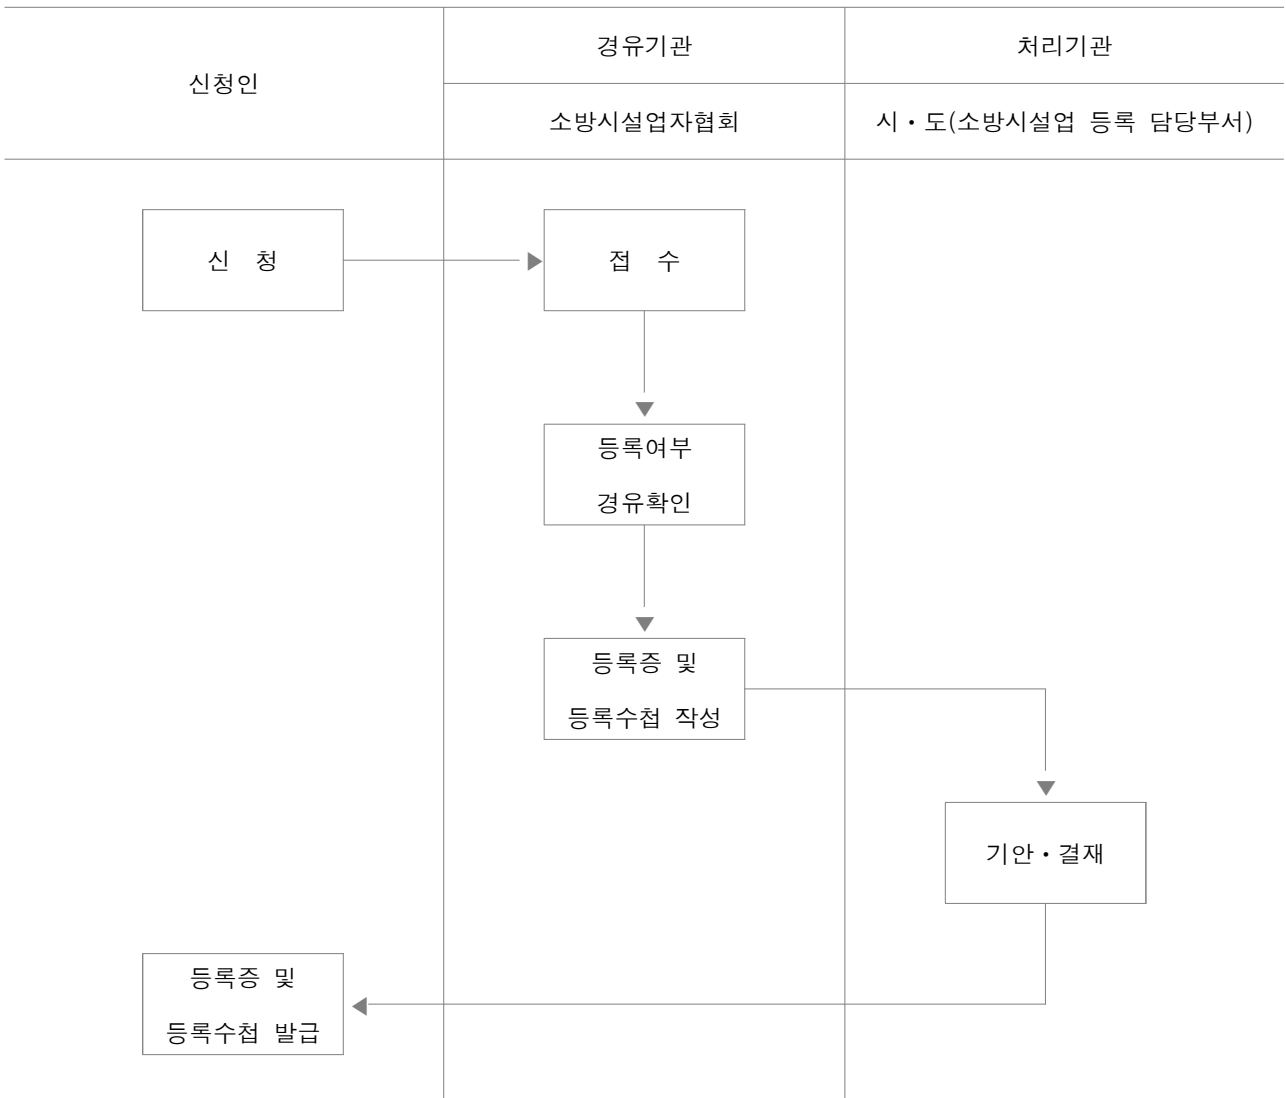 신청인
경유기관
처리기관
소방시설업자협회
시・도(소방시설업 등록 담당부서)
신 청
접 수
등록여부
경유확인
등록증 및
등록수첩 작성
기안・결재
등록증 및
등록수첩 발급